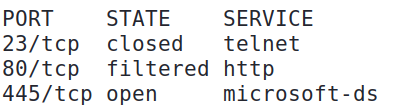 PORT STATE SERVICE
23/tcp closed telnet
80/tcp filtered http
445/tcp open microsoft-ds